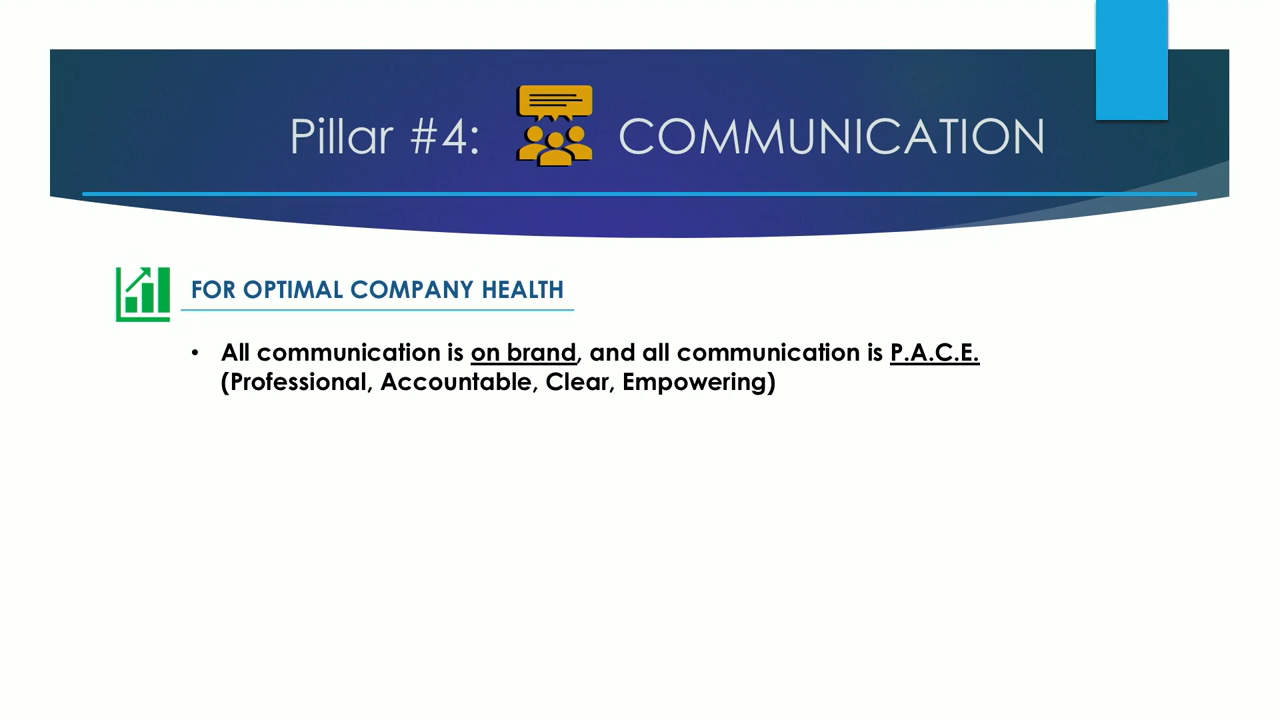 Pillar #4: COMMUNICATION
FOR OPTIMAL COMPANY HEALTH
• All communication is on brand, and all communication is P.A.C.E.
(Professional, Accountable, Clear, Empowering)